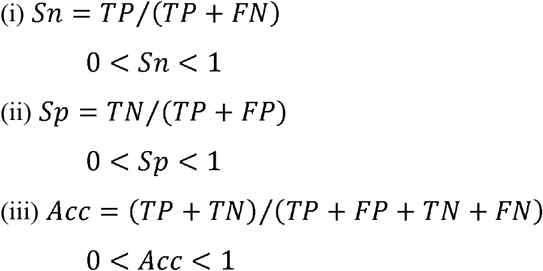 (i) Sn = TP/(TP + FN)
0 < Sn < 1
(ii) Sp = TN/(TP + FP)
0 < Sp < 1
(iii) Acc = (TP + TN)/(TP + FP + TN + FN)
0 < Acc < 1